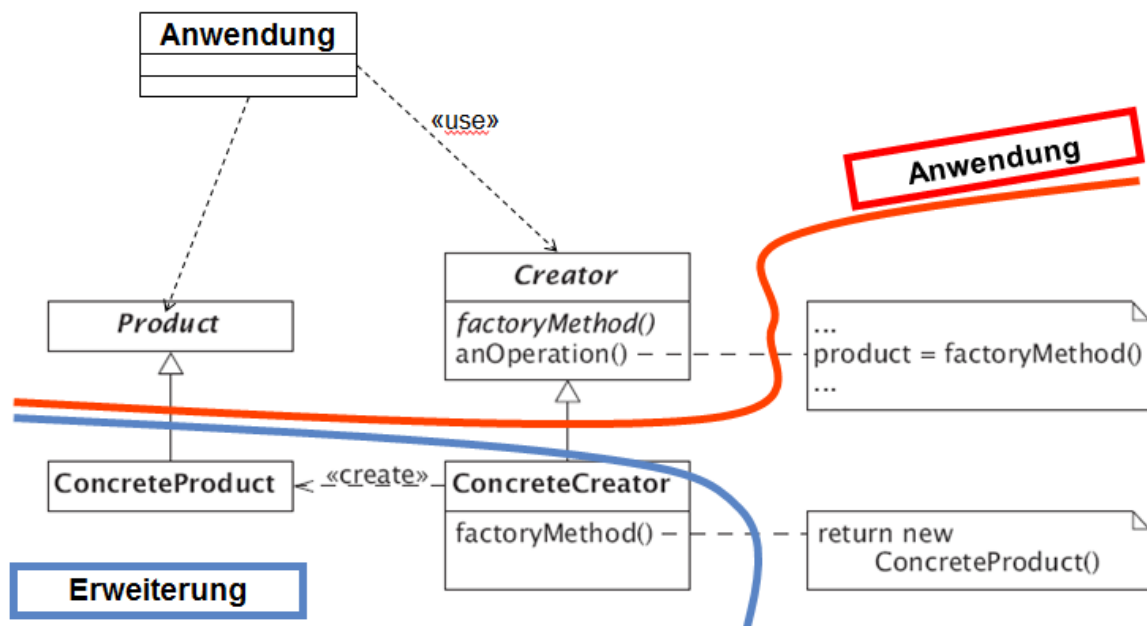 Anwendung
«use»
Anwendung
Creator
Product
factoryMethod()
anOperation()
...
product = factoryMethod()
...
ConcreteProduct
«create»
ConcreteCreator
factoryMethod()
return new
ConcreteProduct()
Erweiterung